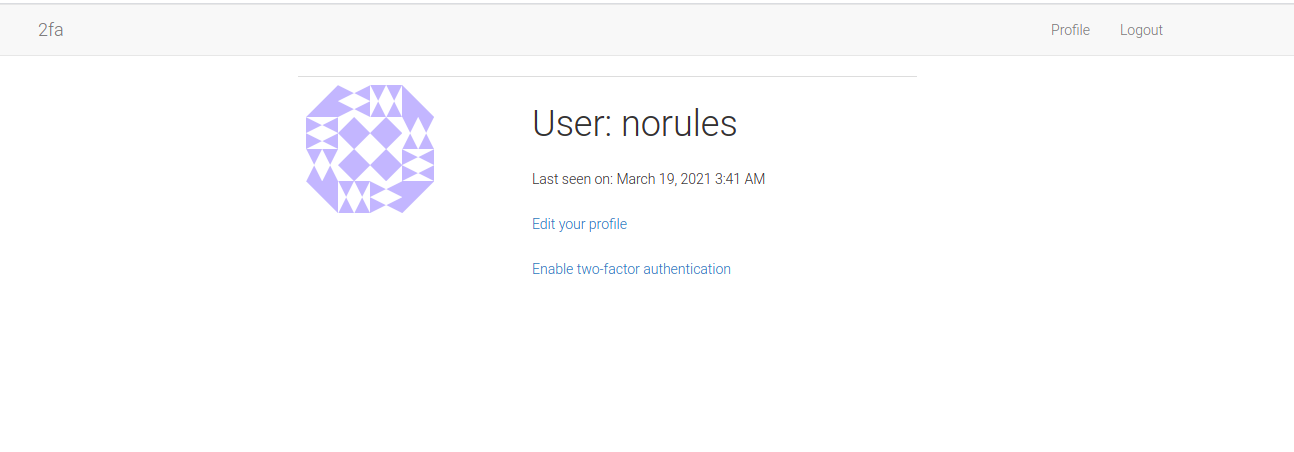 2fa
Profile
Logout
User: norules
Last seen on: March 19, 2021 3:41 AM
Edit your profile
Enable two-factor authentication